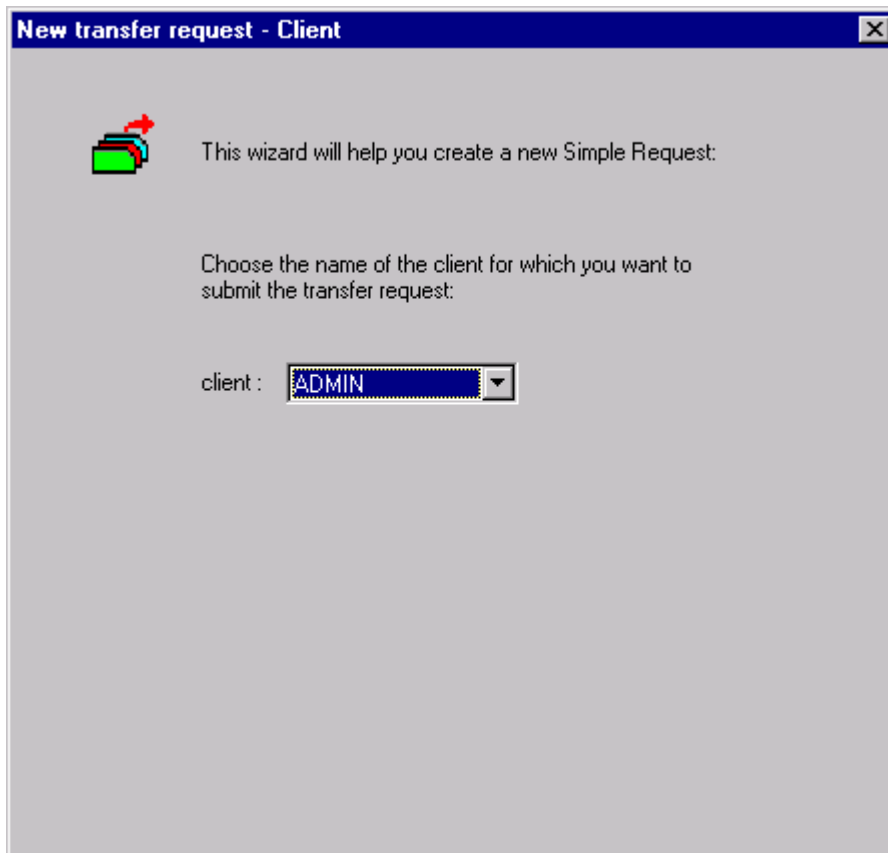 New transfer request - Client
This wizard will help you create a new Simple Request:
Choose the name of the client for which you want to
submit the transfer request:
client : ADMIN